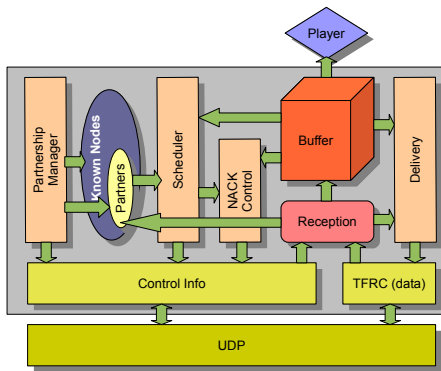 Player
Partnership
Manager
Known Nodes
Partners
Scheduler
NACK
Control
Buffer
Delivery
Reception
Control Info
TFRC (data)
UDP